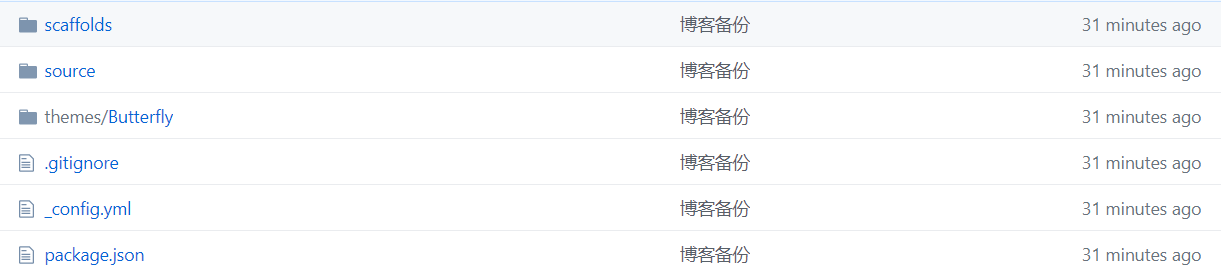 scaffolds 博客备份 31 minutes ago
source 博客备份 31 minutes ago
themes/Butterfly 博客备份 31 minutes ago
.gitignore 博客备份 31 minutes ago
_config.yml 博客备份 31 minutes ago
package.json 博客备份 31 minutes ago